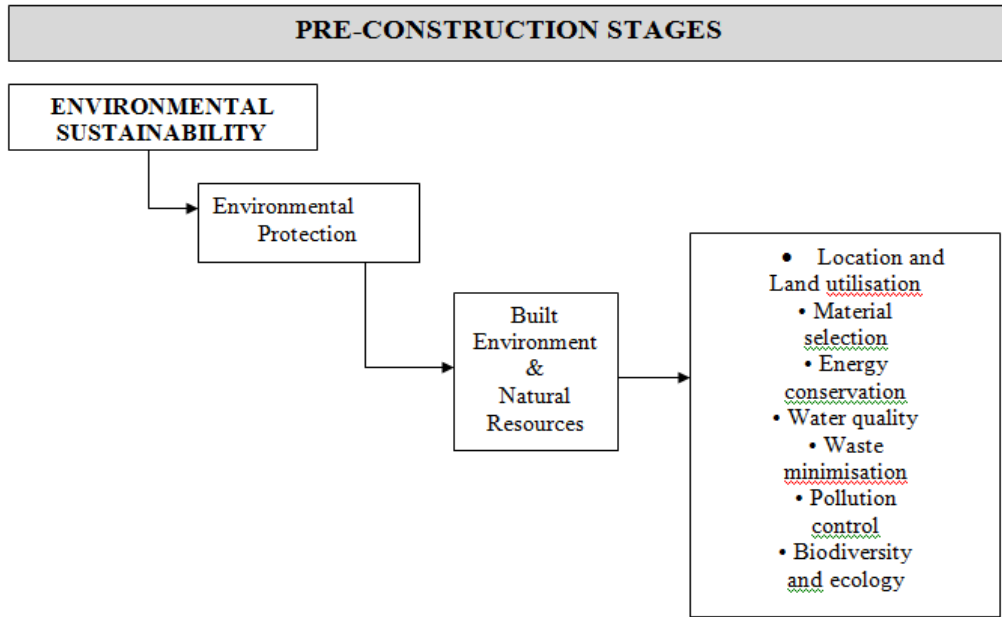 PRE-CONSTRUCTION STAGES
ENVIRONMENTAL
SUSTAINABILITY
Environmental
Protection
Built
Environment
&
Natural
Resources
• Location and
Land utilisation
• Material
selection
• Energy
conservation
• Water quality
• Waste
minimisation
• Pollution
control
• Biodiversity
and ecology